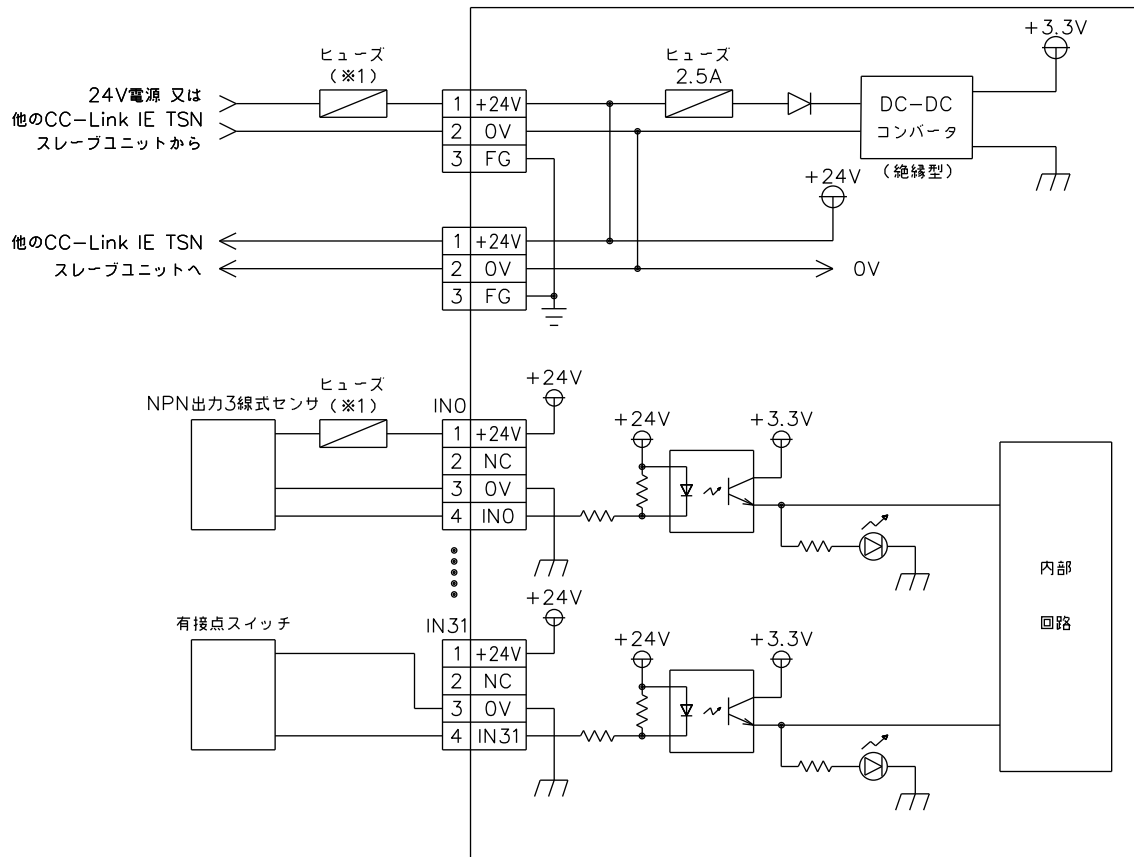 +3.3V
ヒューズ
(※1)
ヒューズ
2.5A
24V電源 又は
他のCC-Link IE TSN
スレーブユニットから
1 +24V
2 0V
3 FG
DC-DC
コンバータ
(絶縁型)
+24V
他のCC-Link IE TSN
スレーブユニットへ
1 +24V
2 0V
3 FG
0V
NPN出力3線式センサ
ヒューズ
(※1)
IN0
+24V
1 +24V
2 NC
3 0V
4 IN0
+24V
+3.3V
内部
回路
有接点スイッチ
IN31
+24V
1 +24V
2 NC
3 0V
4 IN31
+24V
+3.3V